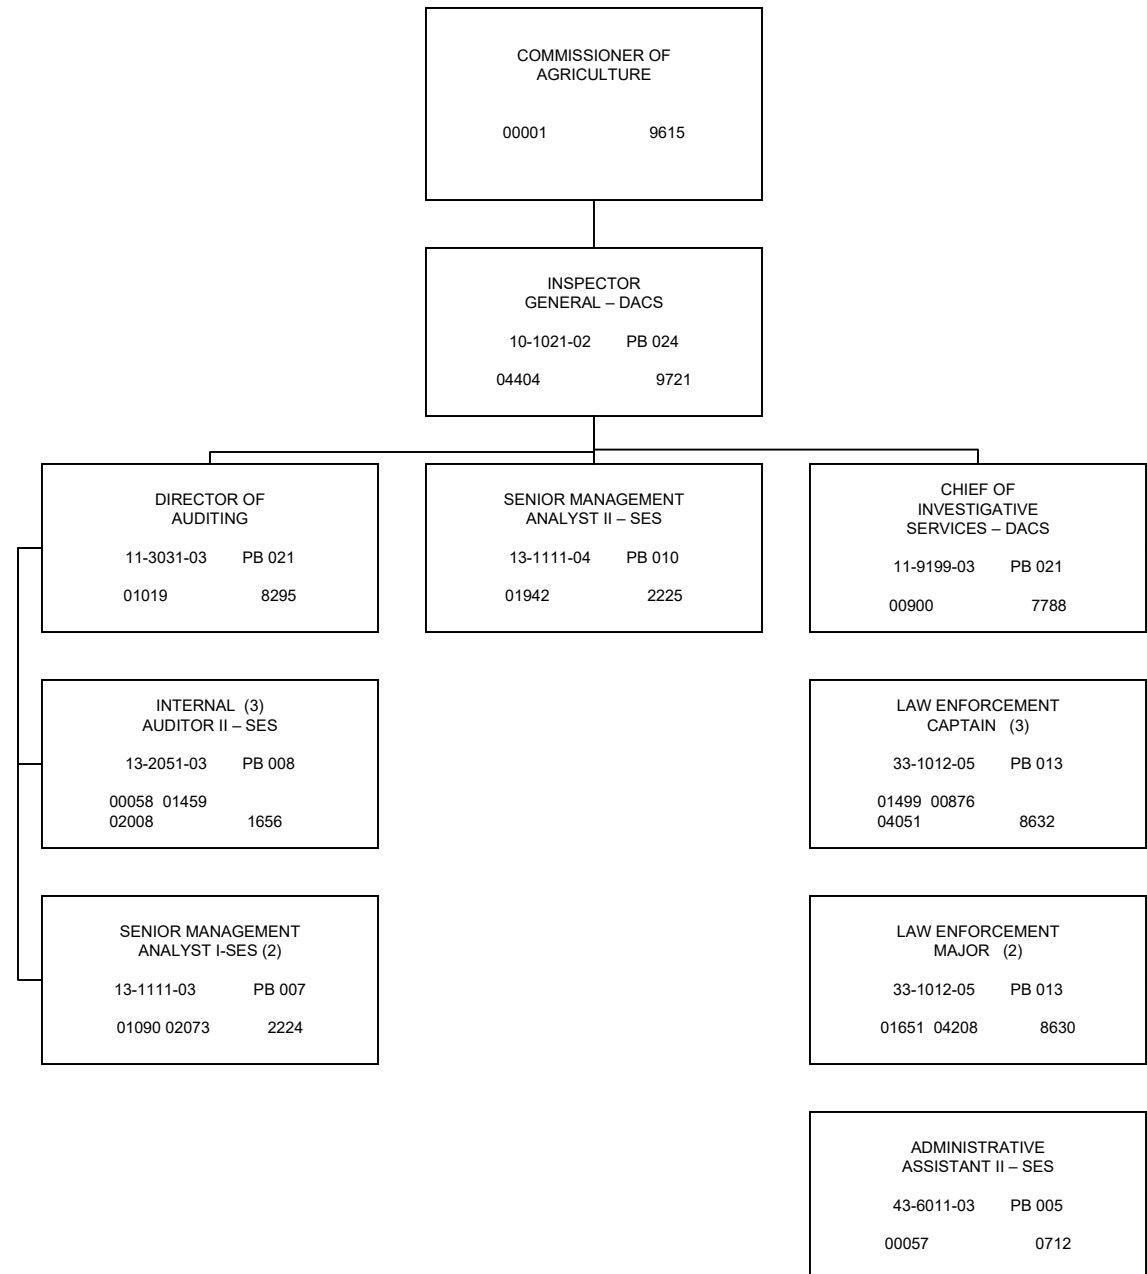 COMMISSIONER OF
AGRICULTURE
00001 9615
INSPECTOR
GENERAL – DACS
10-1021-02 PB 024
04404 9721
DIRECTOR OF
AUDITING
11-3031-03 PB 021
01019 8295
SENIOR MANAGEMENT
ANALYST II – SES
13-1111-04 PB 010
01942 2225
CHIEF OF
INVESTIGATIVE
SERVICES – DACS
11-9199-03 PB 021
00900 7788
INTERNAL (3)
AUDITOR II – SES
13-2051-03 PB 008
00058 01459
02008 1656
LAW ENFORCEMENT
CAPTAIN (3)
33-1012-05 PB 013
01499 00876
04051 8632
SENIOR MANAGEMENT
ANALYST I-SES (2)
13-1111-03 PB 007
01090 02073 2224
LAW ENFORCEMENT
MAJOR (2)
33-1012-05 PB 013
01651 04208 8630
ADMINISTRATIVE
ASSISTANT II – SES
43-6011-03 PB 005
00057 0712